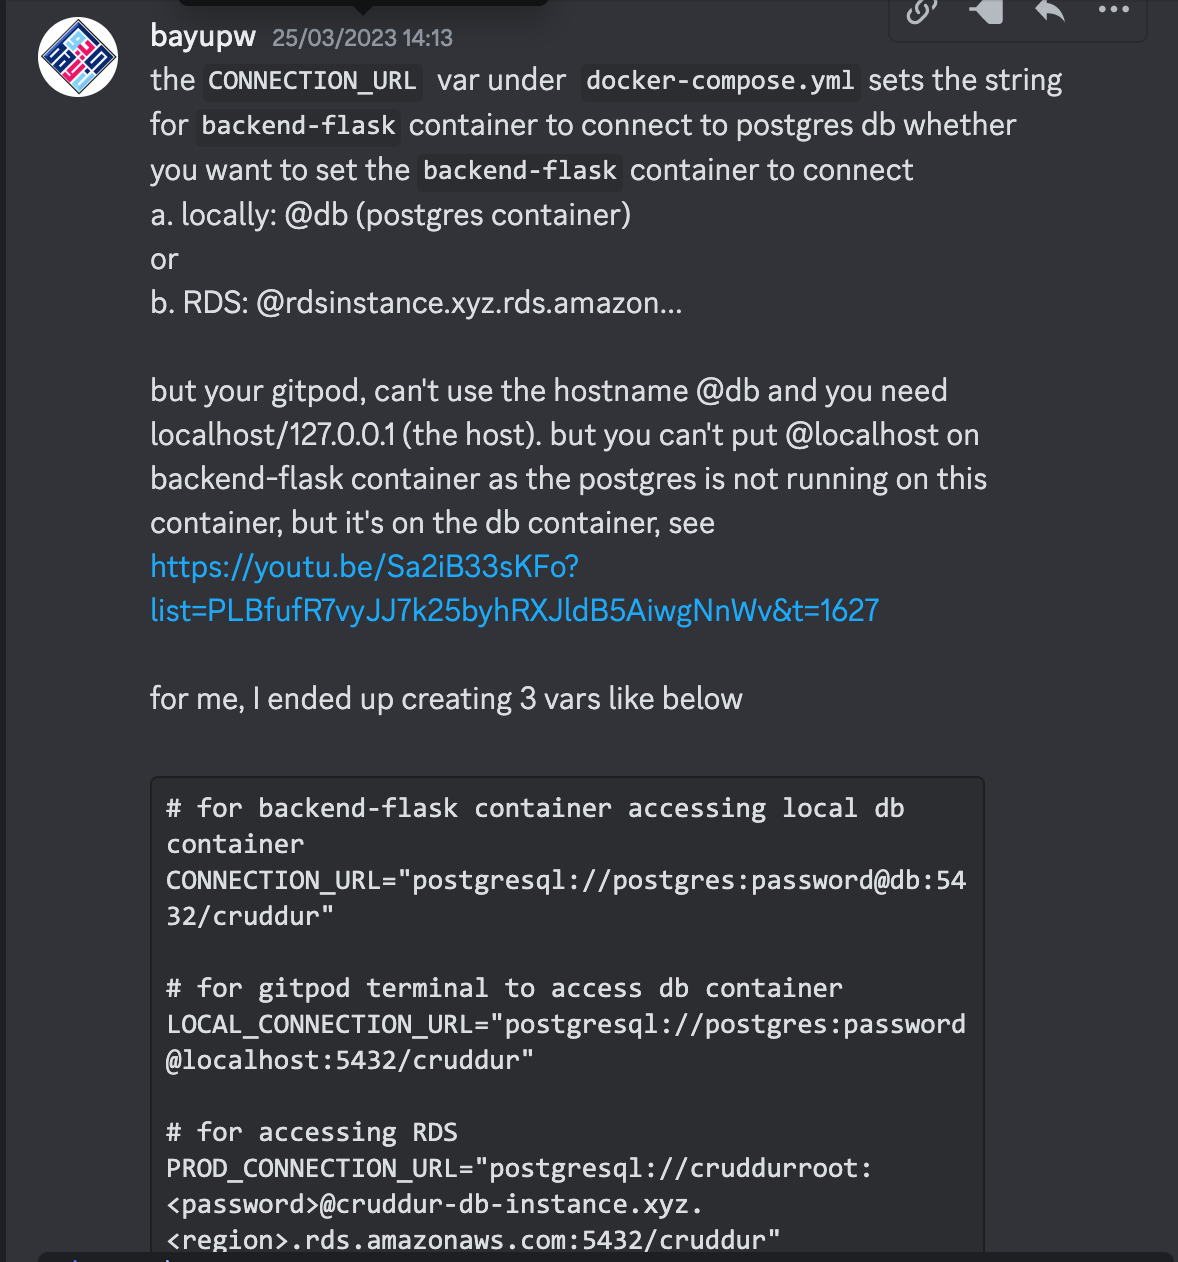 bayupw 25/03/2023 14:13
the CONNECTION_URL var under docker-compose.yml sets the string
for backend-flask container to connect to postgres db whether
you want to set the backend-flask container to connect
a. locally: @db (postgres container)
or
b. RDS: @rdsinstance.xyz.rds.amazon...
but your gitpod, can't use the hostname @db and you need
localhost/127.0.0.1 (the host). but you can't put @localhost on
backend-flask container as the postgres is not running on this
container, but it's on the db container, see
https://youtu.be/Sa2iB33sKFo?
list=PLBfufR7vyJJ7k25byhRXJldB5AiwgNnWv&t=1627
for me, I ended up creating 3 vars like below
# for backend-flask container accessing local db
container
CONNECTION_URL="postgresql://postgres:password@db:54
32/cruddur"
# for gitpod terminal to access db container
LOCAL_CONNECTION_URL="postgresql://postgres:password
@localhost:5432/cruddur"
# for accessing RDS
PROD_CONNECTION_URL="postgresql://cruddurroot:
<password>@cruddur-db-instance.xyz.
<region>.rds.amazonaws.com:5432/cruddur"